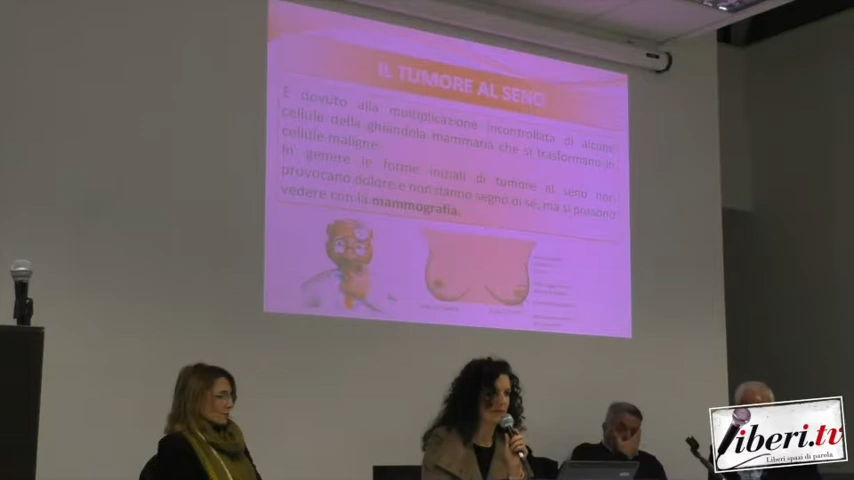 IL TUMORE AL SENO
È dovuto alla moltiplicazione incontrollata di alcune
cellule della ghiandola mammaria che si trasformano in
cellule maligne.
In genere le forme iniziali di tumore al seno non
provocano dolore e non danno segno di sé, ma si possono
vedere con la mammografia.
liberi.tv
Liberi spazi di parola